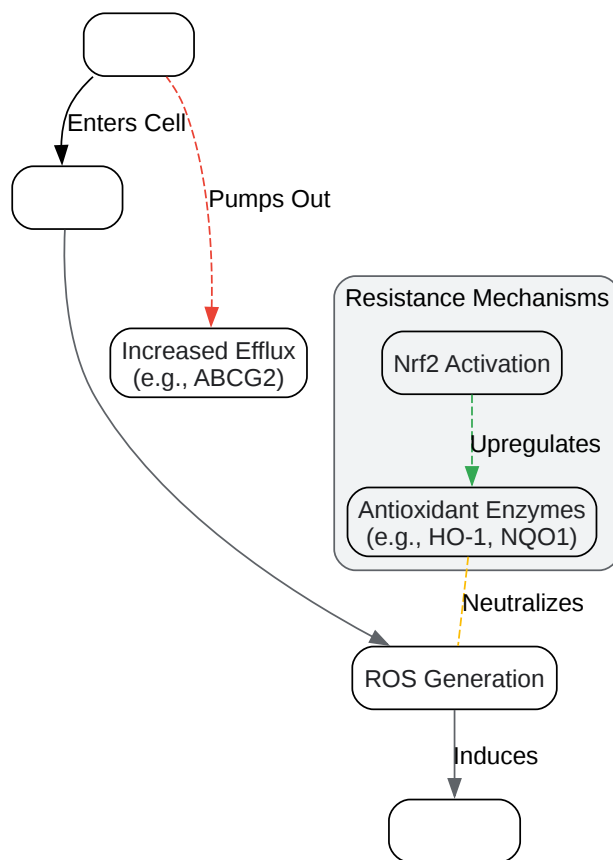 Enters Cell
Pumps Out
Resistance Mechanisms
Increased Efflux
(e.g., ABCG2)
Nrf2 Activation
Upregulates
Antioxidant Enzymes
(e.g., HO-1, NQO1)
Neutralizes
ROS Generation
Induces